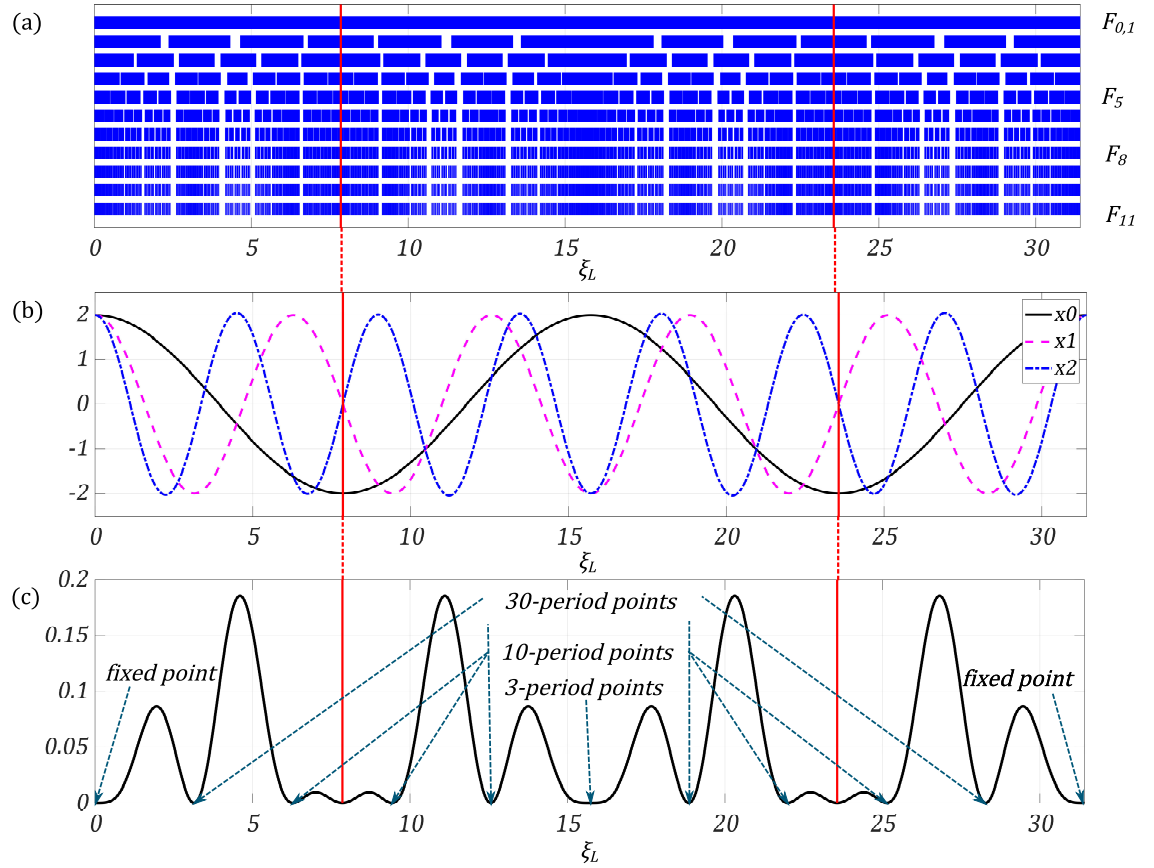 (a)
F0,1
F5
F8
F11
0 5 10 15 20 25 30
ξL
(b)
2
1
0
-1
-2
x0
x1
x2
0 5 10 15 20 25 30
ξL
(c)
0.2
0.15
0.1
0.05
0
30-period points
10-period points
3-period points
fixed point
fixed point
0 5 10 15 20 25 30
ξL